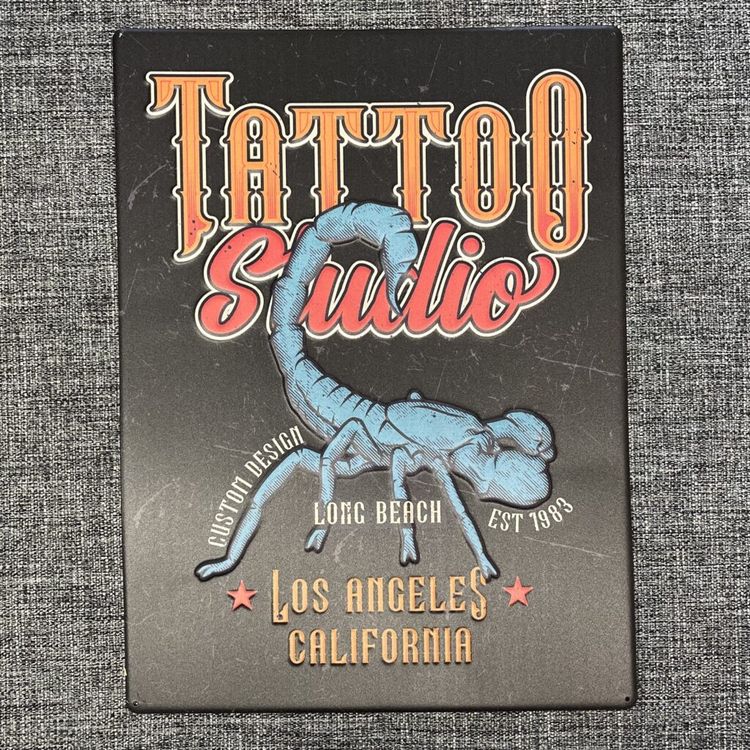 TATTOO
Studio
CUSTOM DESIGN
LONG BEACH
EST 1983
LOS ANGELES
CALIFORNIA